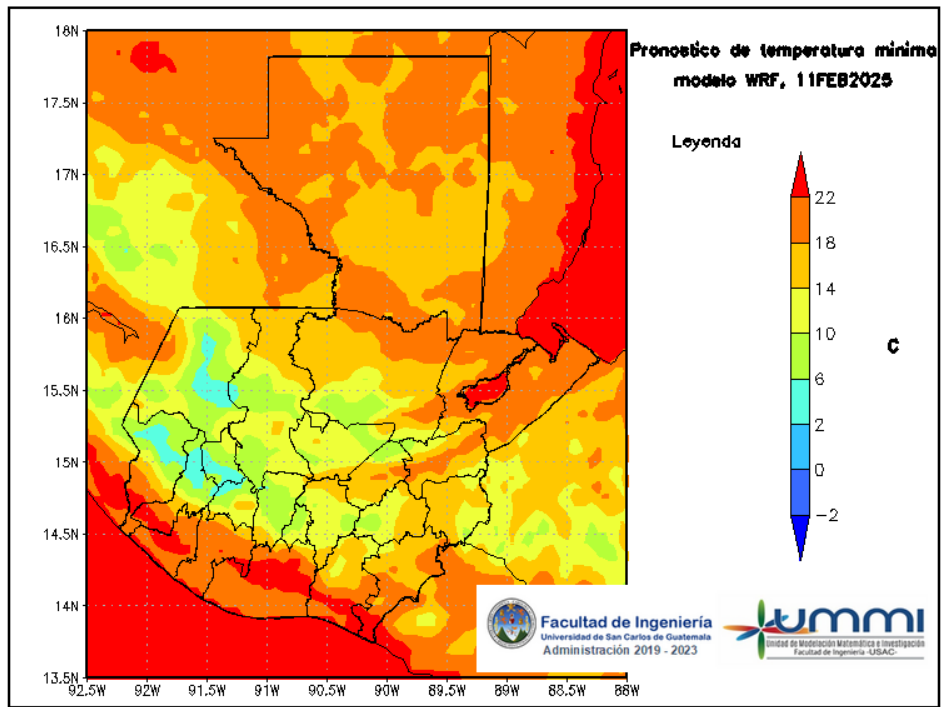 Pronostico de temperatura minima
modelo WRF, 11FEB2025
Leyenda
22
18
14
10
6
2
0
−2
C
18N
17.5N
17N
16.5N
16N
15.5N
15N
14.5N
14N
13.5N
92.5W
92W
91.5W
91W
90.5W
90W
89.5W
89W
88.5W
88W
Facultad de Ingeniería
Universidad de San Carlos de Guatemala
Administración 2019 - 2023
ummi
Unidad de Modelación Matemática e Investigación
Facultad de Ingeniería -USAC-